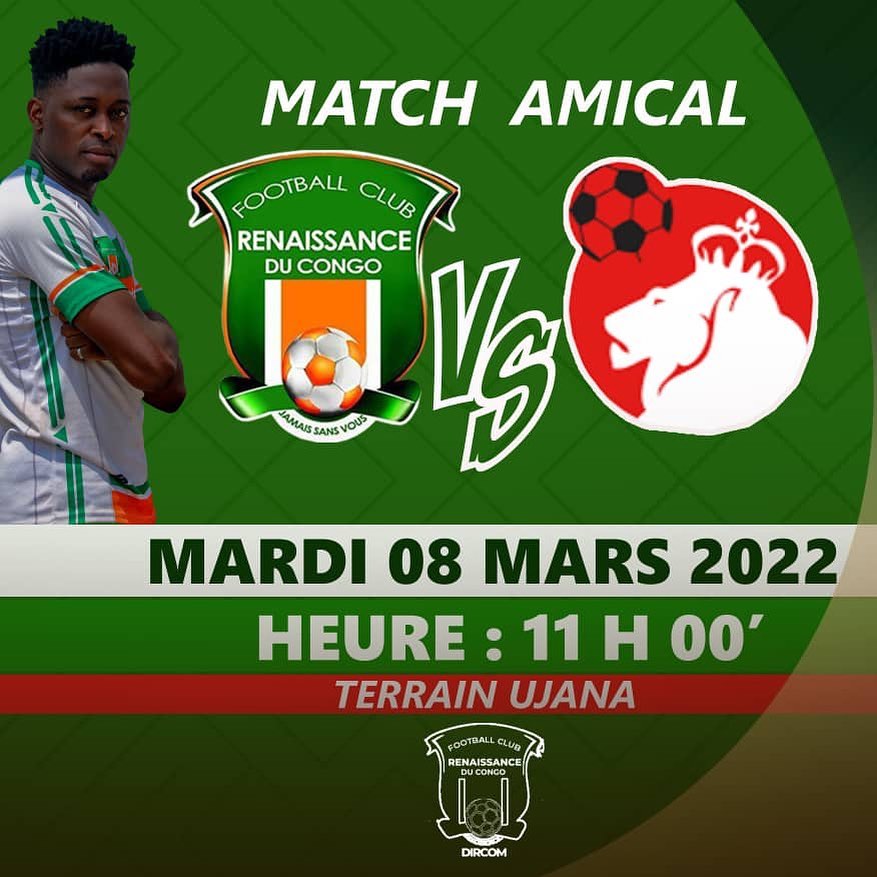 MATCH AMICAL
FOOTBALL CLUB
RENAISSANCE
DU CONGO
JAMAIS SANS VOUS
VS
MARDI 08 MARS 2022
HEURE : 11 H 00’
TERRAIN UJANA
FOOTBALL CLUB
RENAISSANCE
DU CONGO
DIRCOM